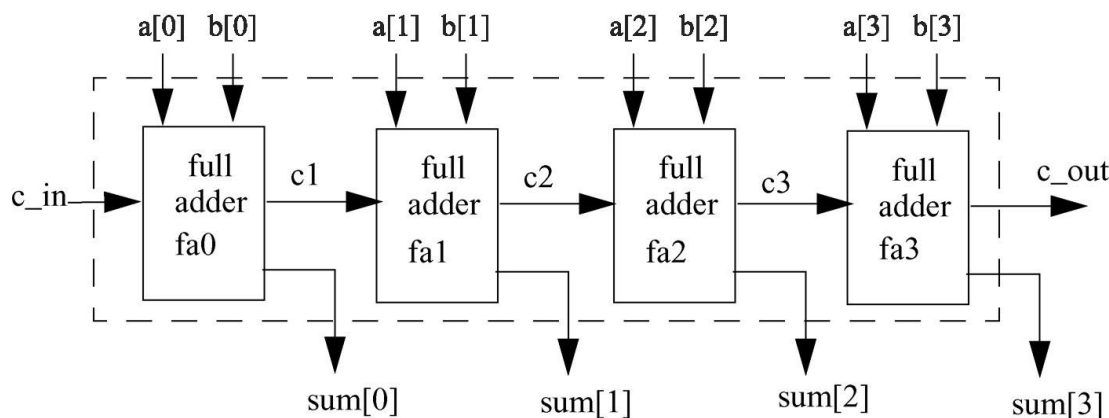 a[0] b[0] a[1] b[1] a[2] b[2] a[3] b[3]
full adder fa0
full adder fa1
full adder fa2
full adder fa3
c_in c1 c2 c3 c_out
sum[0] sum[1] sum[2] sum[3]